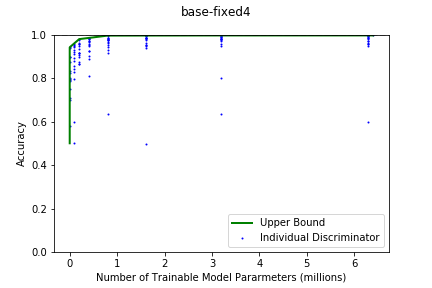 base-fixed4
1.0
0.8
0.6
0.4
0.2
0.0
Accuracy
0
1
2
3
4
5
6
Number of Trainable Model Pararmeters (millions)
Upper Bound
Individual Discriminator